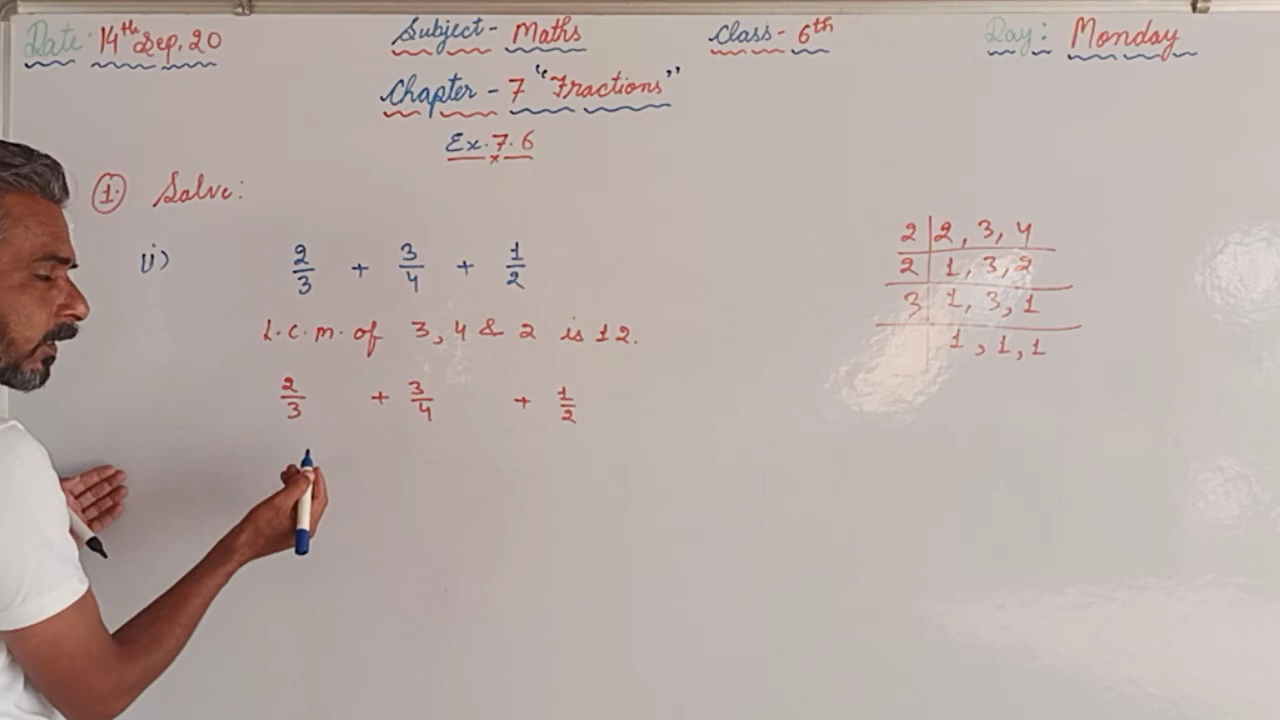 Date: 14th Sep. 20 Subject - Maths Class - 6th Day: Monday
Chapter - 7 "Fractions"
Ex. 7.6
1. Solve:
(j) 2/3 + 3/4 + 1/2
L.C.M. of 3, 4 & 2 is 12.
2/3 + 3/4 + 1/2
2 | 2, 3, 4
2 | 1, 3, 2
3 | 1, 3, 1
1, 1, 1